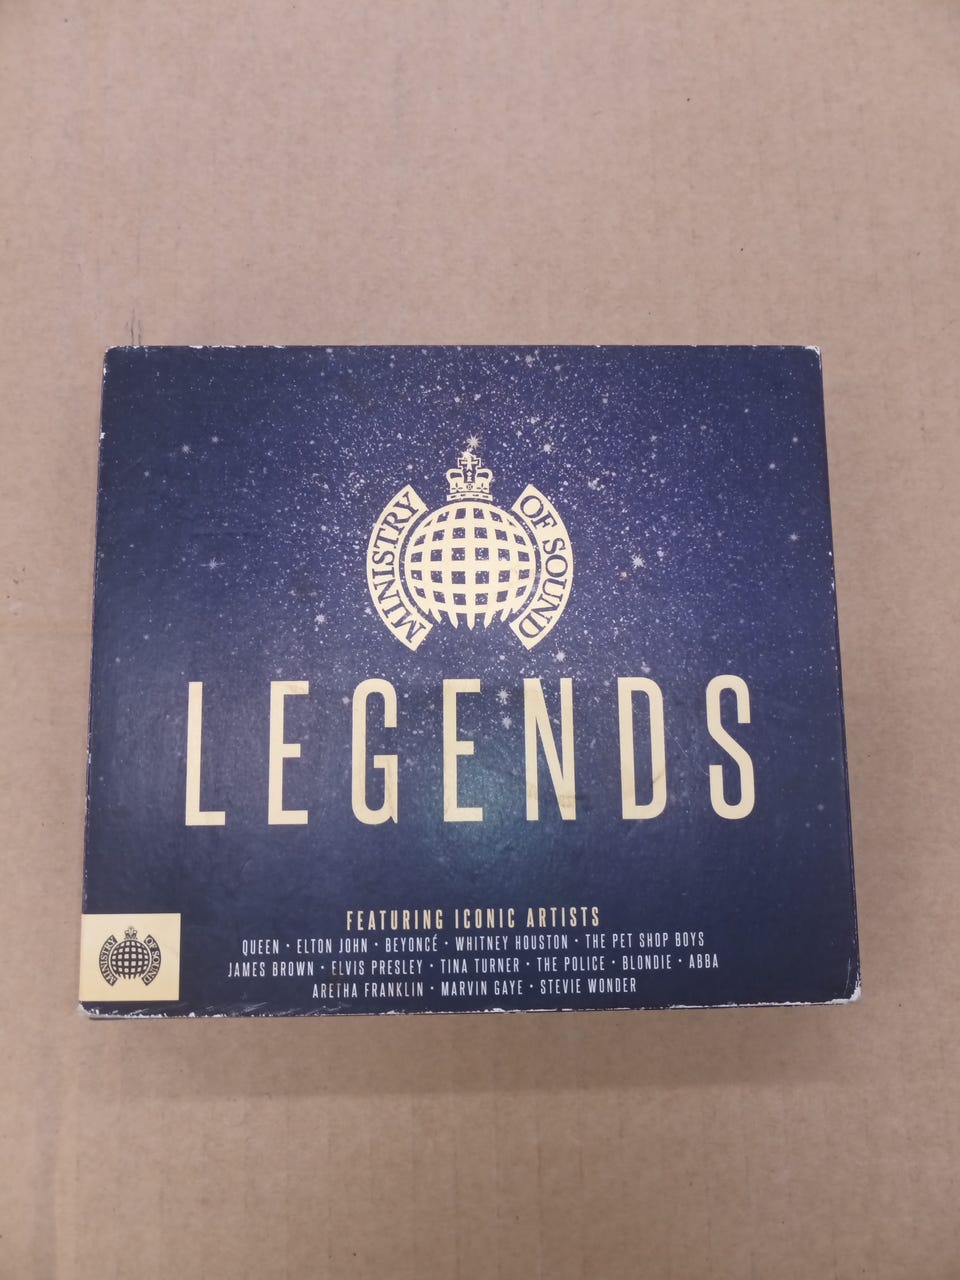 MINISTRY OF SOUND
LEGENDS
FEATURING ICONIC ARTISTS
QUEEN · ELTON JOHN · BEYONCÉ · WHITNEY HOUSTON · THE PET SHOP BOYS
JAMES BROWN · ELVIS PRESLEY · TINA TURNER · THE POLICE · BLONDIE · ABBA
ARETHA FRANKLIN · MARVIN GAYE · STEVIE WONDER
MINISTRY OF SOUND